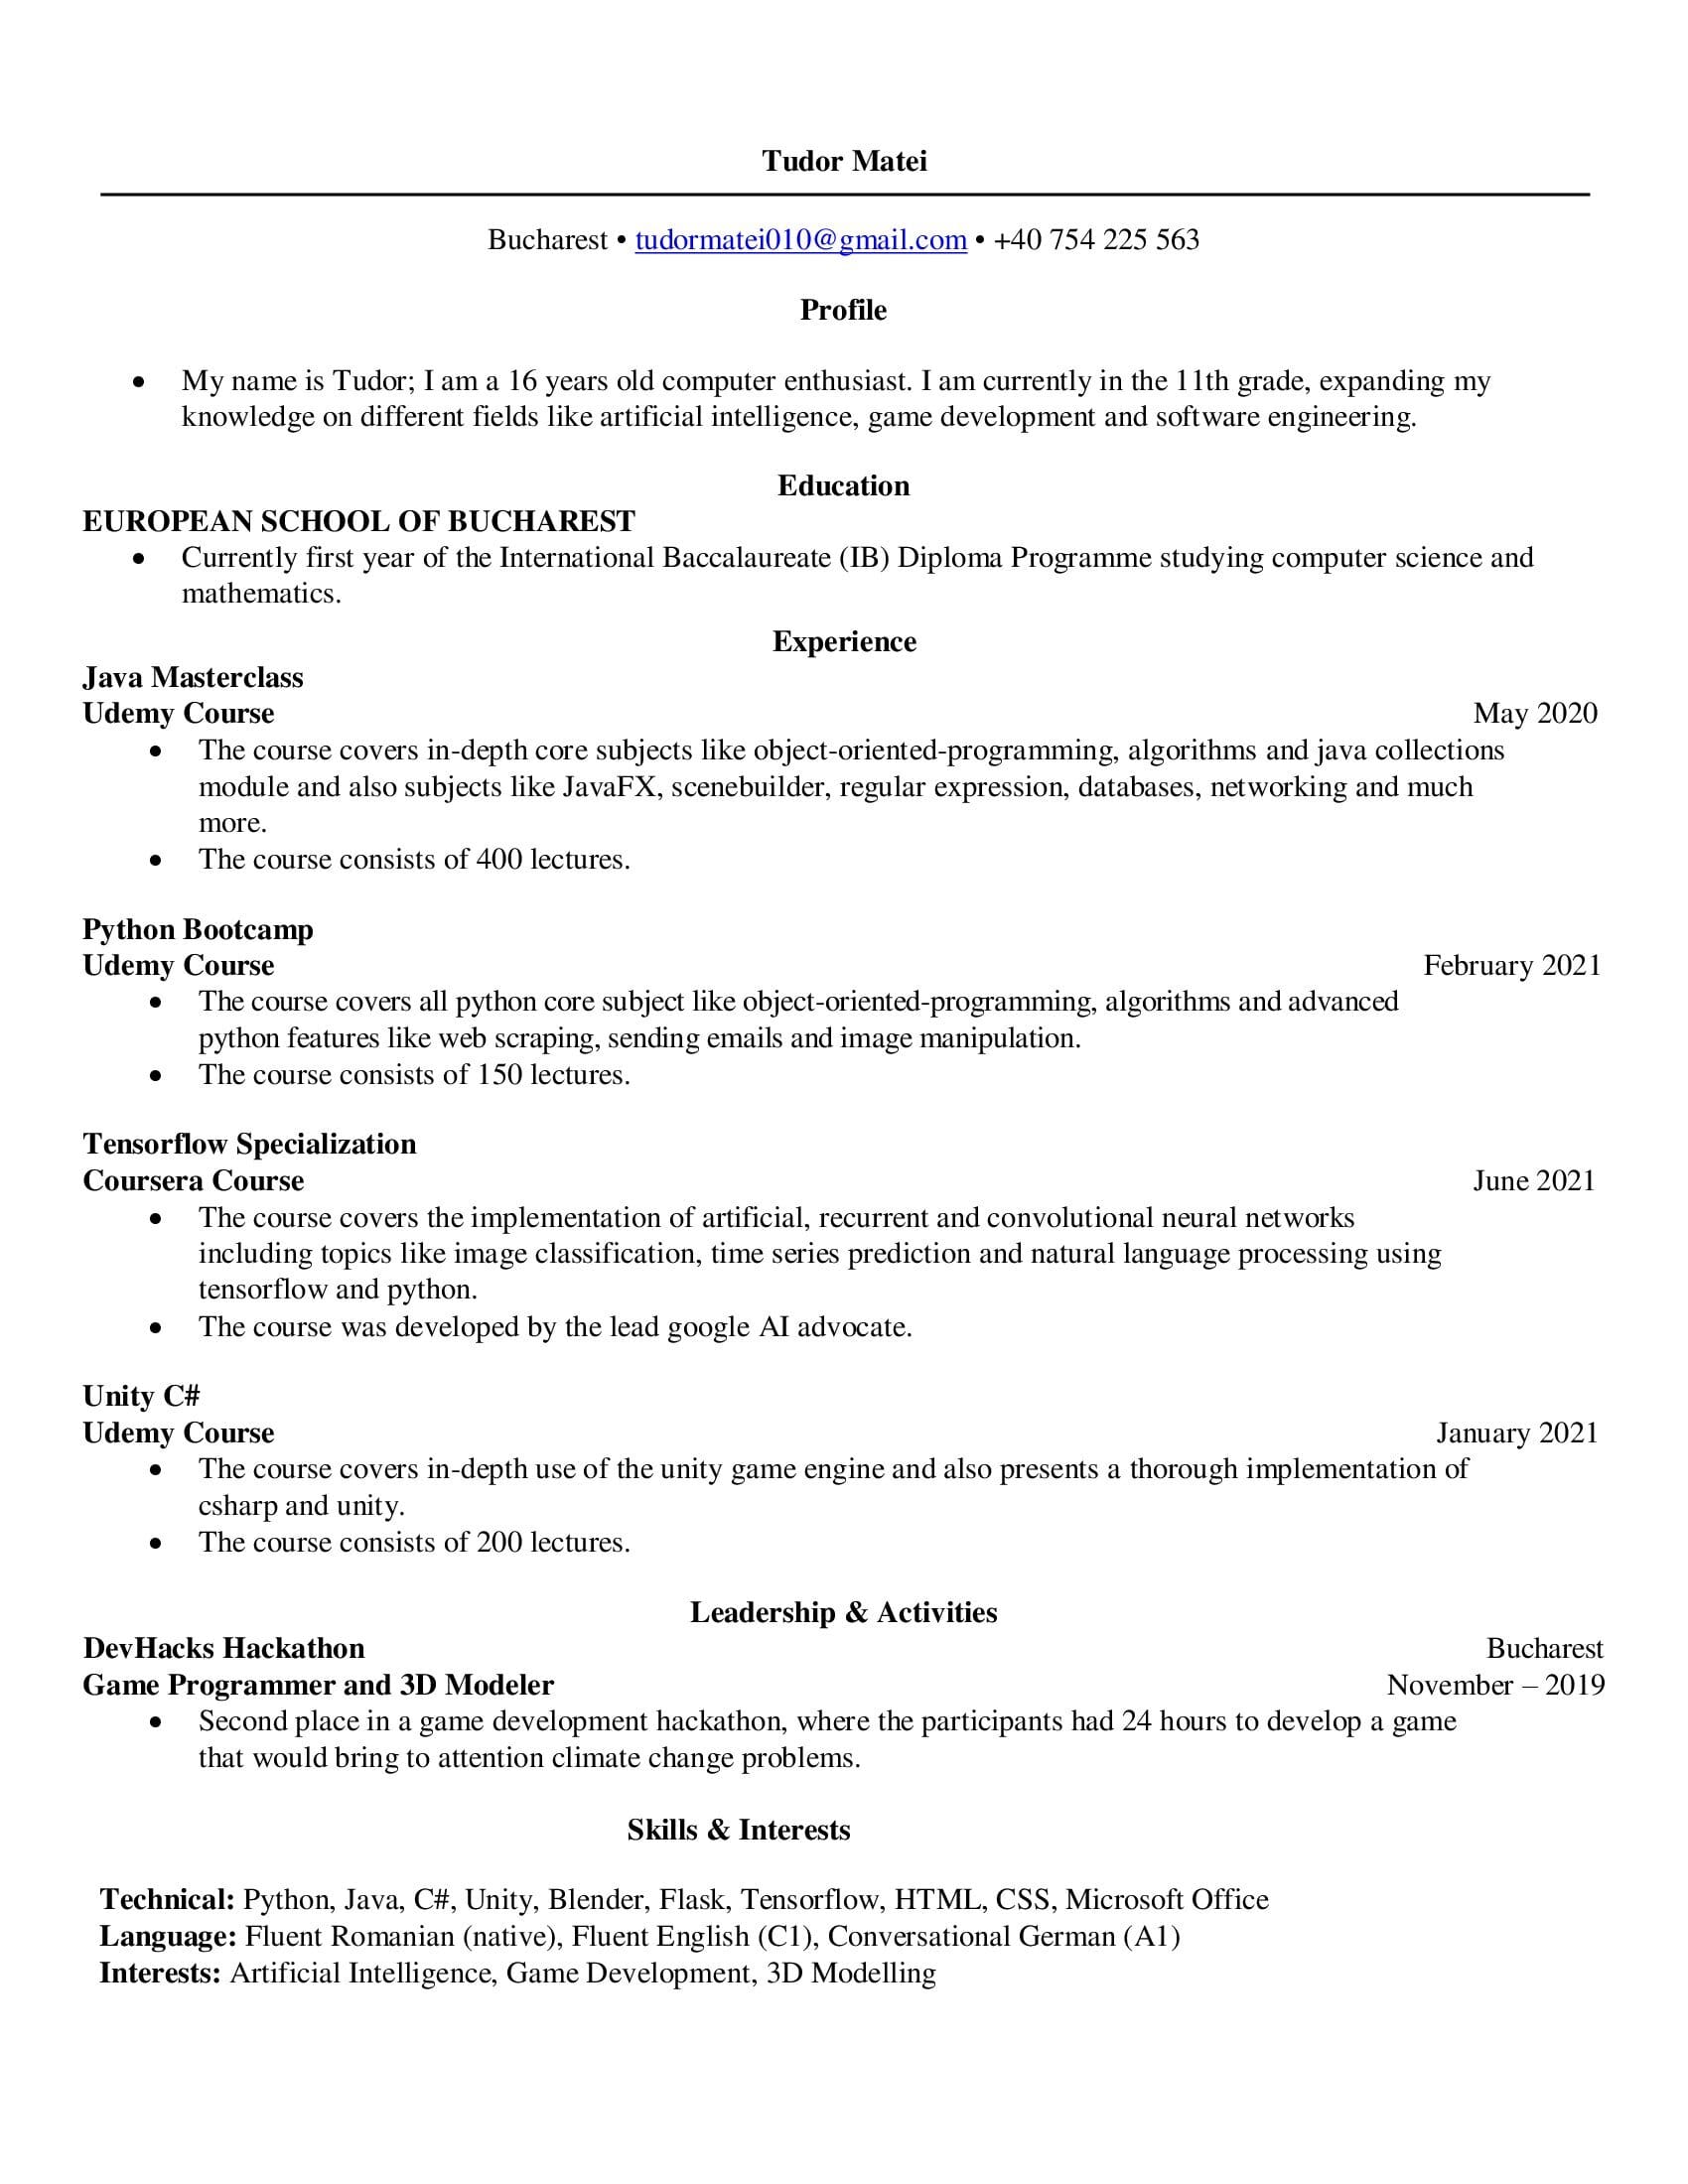 Tudor Matei
Bucharest • tudormatei010@gmail.com • +40 754 225 563
Profile
• My name is Tudor; I am a 16 years old computer enthusiast. I am currently in the 11th grade, expanding my
knowledge on different fields like artificial intelligence, game development and software engineering.
Education
EUROPEAN SCHOOL OF BUCHAREST
• Currently first year of the International Baccalaureate (IB) Diploma Programme studying computer science and
mathematics.
Experience
Java Masterclass
Udemy Course May 2020
• The course covers in-depth core subjects like object-oriented-programming, algorithms and java collections
module and also subjects like JavaFX, scenebuilder, regular expression, databases, networking and much
more.
• The course consists of 400 lectures.
Python Bootcamp
Udemy Course February 2021
• The course covers all python core subject like object-oriented-programming, algorithms and advanced
python features like web scraping, sending emails and image manipulation.
• The course consists of 150 lectures.
Tensorflow Specialization
Coursera Course June 2021
• The course covers the implementation of artificial, recurrent and convolutional neural networks
including topics like image classification, time series prediction and natural language processing using
tensorflow and python.
• The course was developed by the lead google AI advocate.
Unity C#
Udemy Course January 2021
• The course covers in-depth use of the unity game engine and also presents a thorough implementation of
csharp and unity.
• The course consists of 200 lectures.
Leadership & Activities
DevHacks Hackathon Bucharest
Game Programmer and 3D Modeler November – 2019
• Second place in a game development hackathon, where the participants had 24 hours to develop a game
that would bring to attention climate change problems.
Skills & Interests
Technical: Python, Java, C#, Unity, Blender, Flask, Tensorflow, HTML, CSS, Microsoft Office
Language: Fluent Romanian (native), Fluent English (C1), Conversational German (A1)
Interests: Artificial Intelligence, Game Development, 3D Modelling